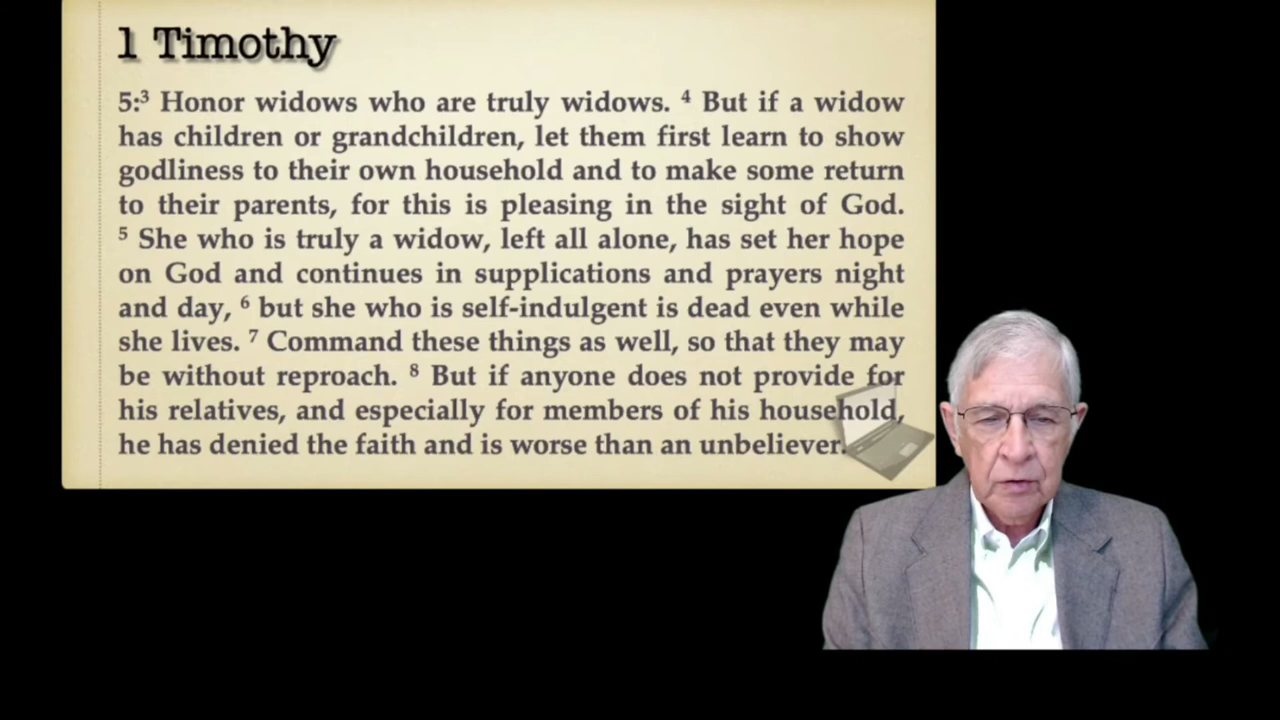 1 Timothy
5:³ Honor widows who are truly widows. ⁴ But if a widow
has children or grandchildren, let them first learn to show
godliness to their own household and to make some return
to their parents, for this is pleasing in the sight of God.
⁵ She who is truly a widow, left all alone, has set her hope
on God and continues in supplications and prayers night
and day, ⁶ but she who is self-indulgent is dead even while
she lives. ⁷ Command these things as well, so that they may
be without reproach. ⁸ But if anyone does not provide for
his relatives, and especially for members of his household,
he has denied the faith and is worse than an unbeliever.